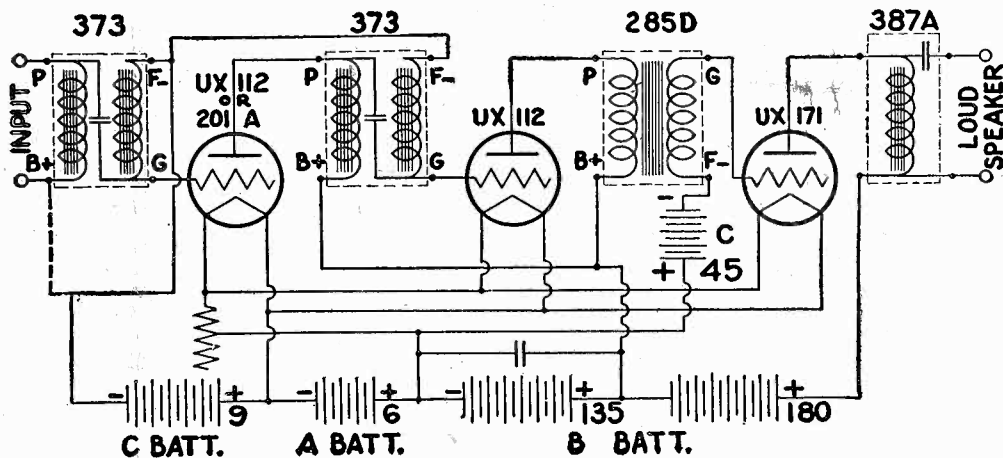 373
373
285D
387A
INPUT
P
F-
B+
G
UX 112
OR
201 A
P
F-
B+
G
UX 112
P
G
B+
F-
UX 171
LOUD
SPEAKER
- C
+ 45
- + 9
- + 6
- + 135
+ 180
C BATT.
A BATT.
B BATT.